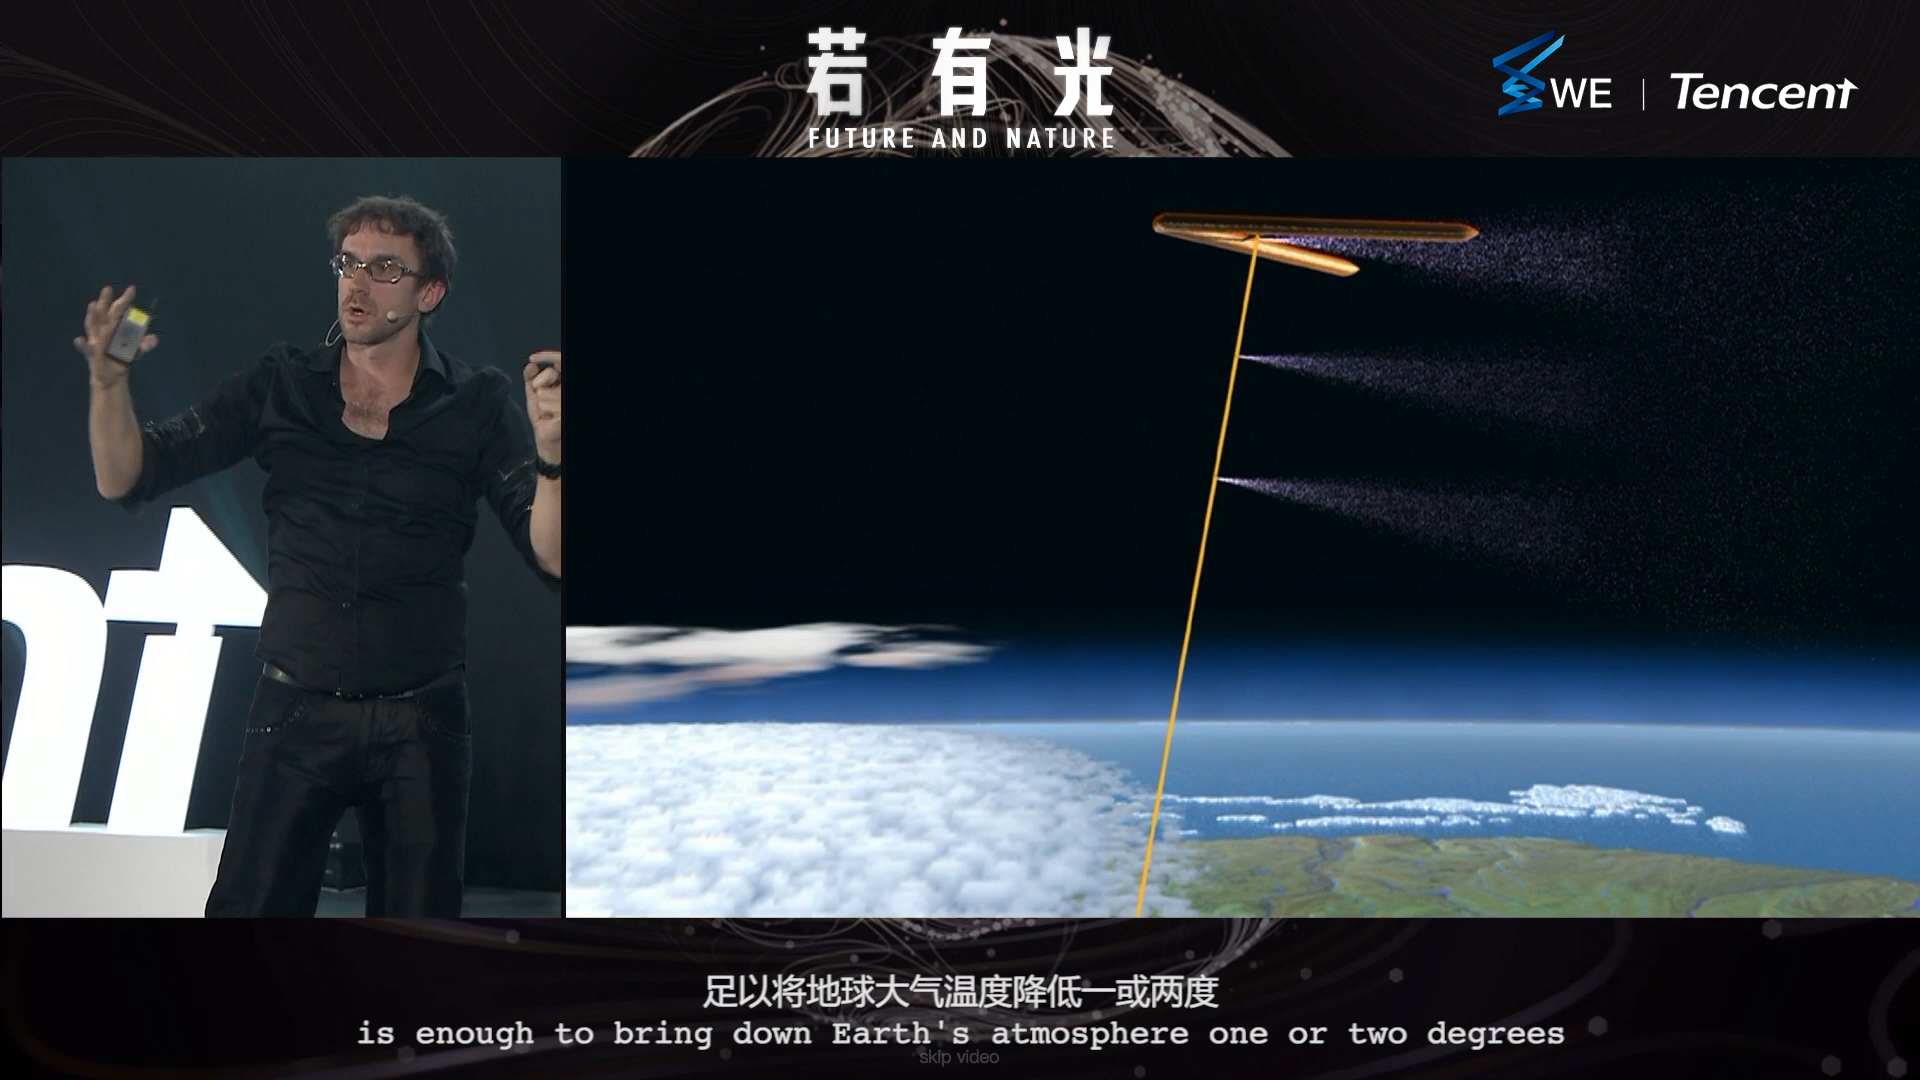 若有光
FUTURE AND NATURE
WE | Tencent
nt
足以将地球大气温度降低一或两度
is enough to bring down Earth's atmosphere one or two degrees
skip video